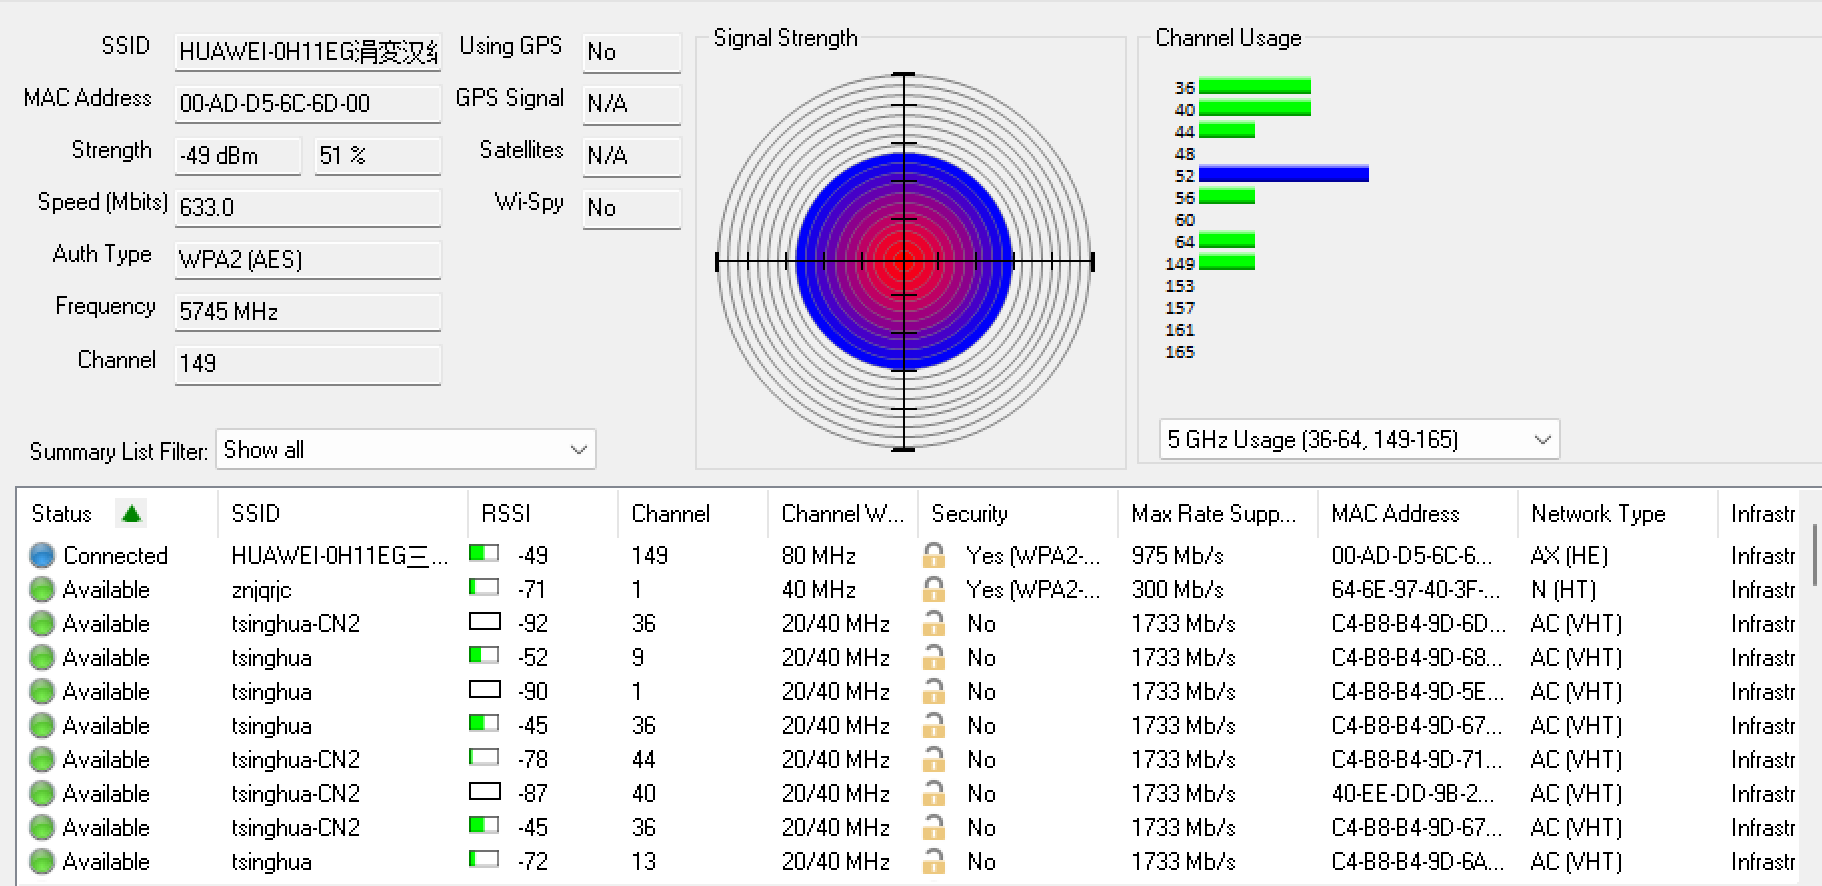 SSID HUAWEI-0H11EG涓変汉 Using GPS No
MAC Address 00-AD-D5-6C-6D-00 GPS Signal N/A
Strength -49 dBm 51 % Satellites N/A
Speed (Mbits) 633.0 Wi-Spy No
Auth Type WPA2 (AES)
Frequency 5745 MHz
Channel 149
Summary List Filter: Show all
Signal Strength
Channel Usage
36
40
44
48
52
56
60
64
149
153
157
161
165
5 GHz Usage (36-64, 149-165)
Status SSID RSSI Channel Channel W... Security Max Rate Supp... MAC Address Network Type Infrastr
Connected HUAWEI-0H11EG三... -49 149 80 MHz Yes (WPA2-... 975 Mb/s 00-AD-D5-6C-6... AX (HE) Infrastr
Available znjqrjc -71 1 40 MHz Yes (WPA2-... 300 Mb/s 64-6E-97-40-3F-... N (HT) Infrastr
Available tsinghua-CN2 -92 36 20/40 MHz No 1733 Mb/s C4-B8-B4-9D-6D... AC (VHT) Infrastr
Available tsinghua -52 9 20/40 MHz No 1733 Mb/s C4-B8-B4-9D-68... AC (VHT) Infrastr
Available tsinghua -90 1 20/40 MHz No 1733 Mb/s C4-B8-B4-9D-5E... AC (VHT) Infrastr
Available tsinghua -45 36 20/40 MHz No 1733 Mb/s C4-B8-B4-9D-67... AC (VHT) Infrastr
Available tsinghua-CN2 -78 44 20/40 MHz No 1733 Mb/s C4-B8-B4-9D-71... AC (VHT) Infrastr
Available tsinghua-CN2 -87 40 20/40 MHz No 1733 Mb/s 40-EE-DD-9B-2... AC (VHT) Infrastr
Available tsinghua-CN2 -45 36 20/40 MHz No 1733 Mb/s C4-B8-B4-9D-67... AC (VHT) Infrastr
Available tsinghua -72 13 20/40 MHz No 1733 Mb/s C4-B8-B4-9D-6A... AC (VHT) Infrastr